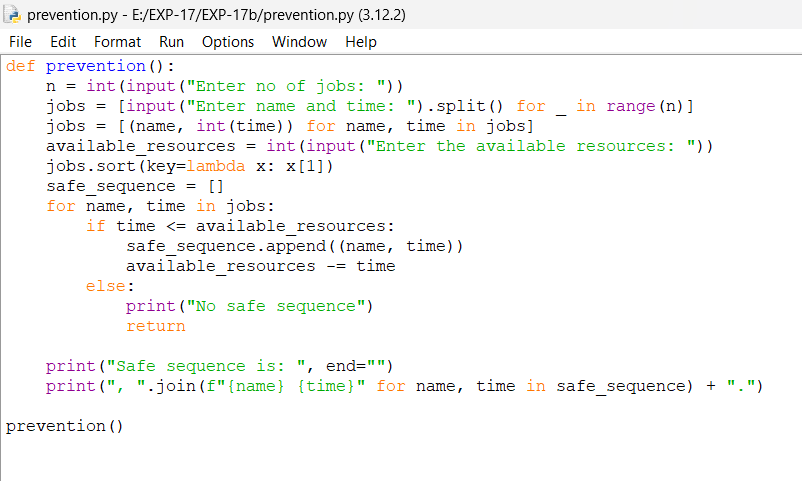 prevention.py - E:/EXP-17/EXP-17b/prevention.py (3.12.2)
File Edit Format Run Options Window Help
def prevention():
    n = int(input("Enter no of jobs: "))
    jobs = [input("Enter name and time: ").split() for _ in range(n)]
    jobs = [(name, int(time)) for name, time in jobs]
    available_resources = int(input("Enter the available resources: "))
    jobs.sort(key=lambda x: x[1])
    safe_sequence = []
    for name, time in jobs:
        if time <= available_resources:
            safe_sequence.append((name, time))
            available_resources -= time
        else:
            print("No safe sequence")
            return

    print("Safe sequence is: ", end="")
    print(", ".join(f"{name} {time}" for name, time in safe_sequence) + ".")

prevention()